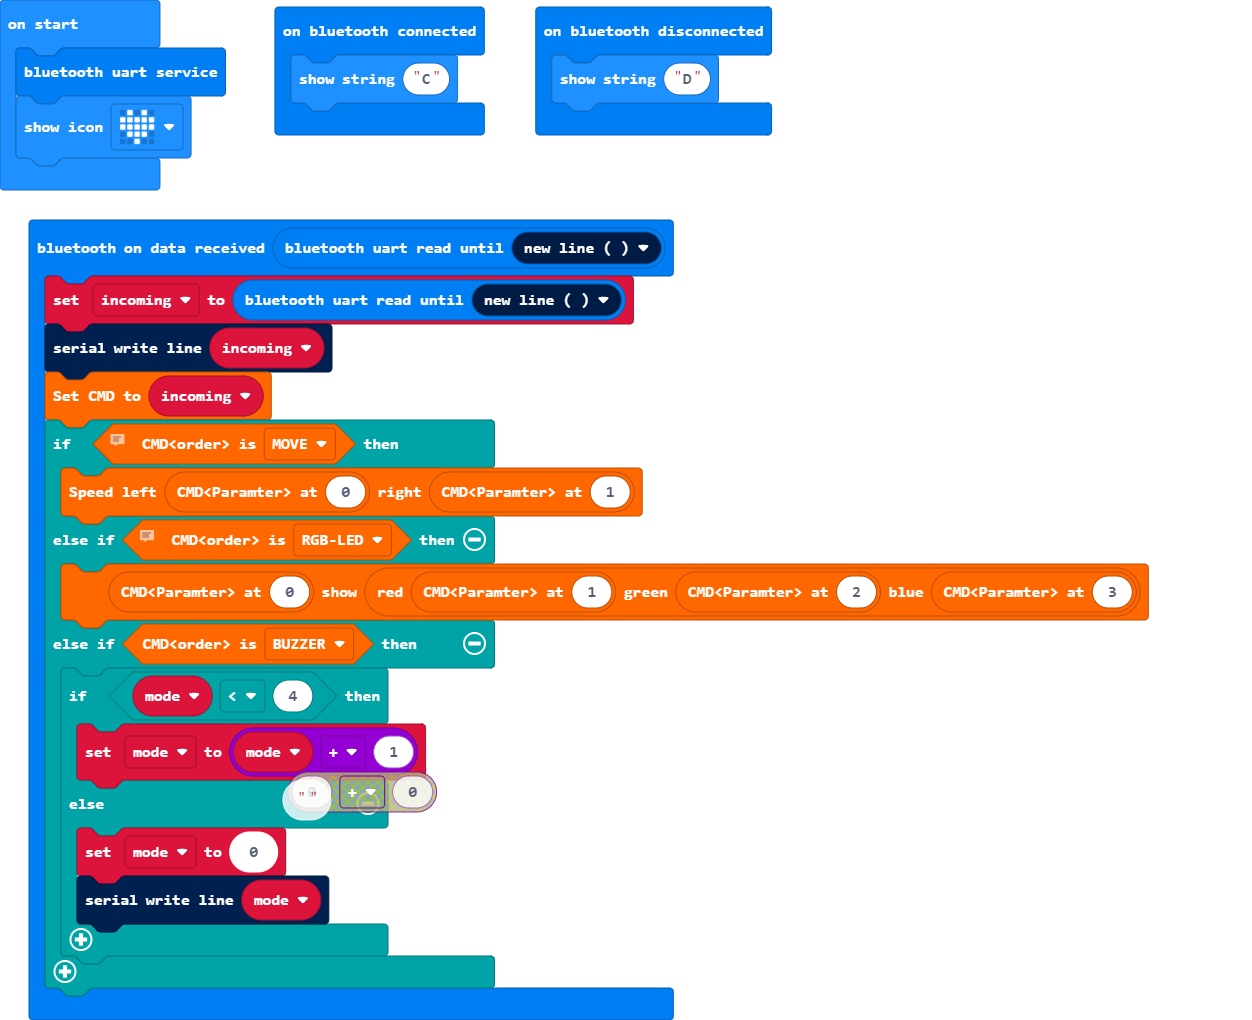 on start
bluetooth uart service
show icon
on bluetooth connected
show string "C"
on bluetooth disconnected
show string "D"
bluetooth on data received bluetooth uart read until new line ( )
set incoming to bluetooth uart read until new line ( )
serial write line incoming
Set CMD to incoming
if CMD<order> is MOVE then
Speed left CMD<Paramter> at 0 right CMD<Paramter> at 1
else if CMD<order> is RGB-LED then
CMD<Paramter> at 0 show red CMD<Paramter> at 1 green CMD<Paramter> at 2 blue CMD<Paramter> at 3
else if CMD<order> is BUZZER then
if mode < 4 then
set mode to mode + 1
" " 0 + 0
else
set mode to 0
serial write line mode